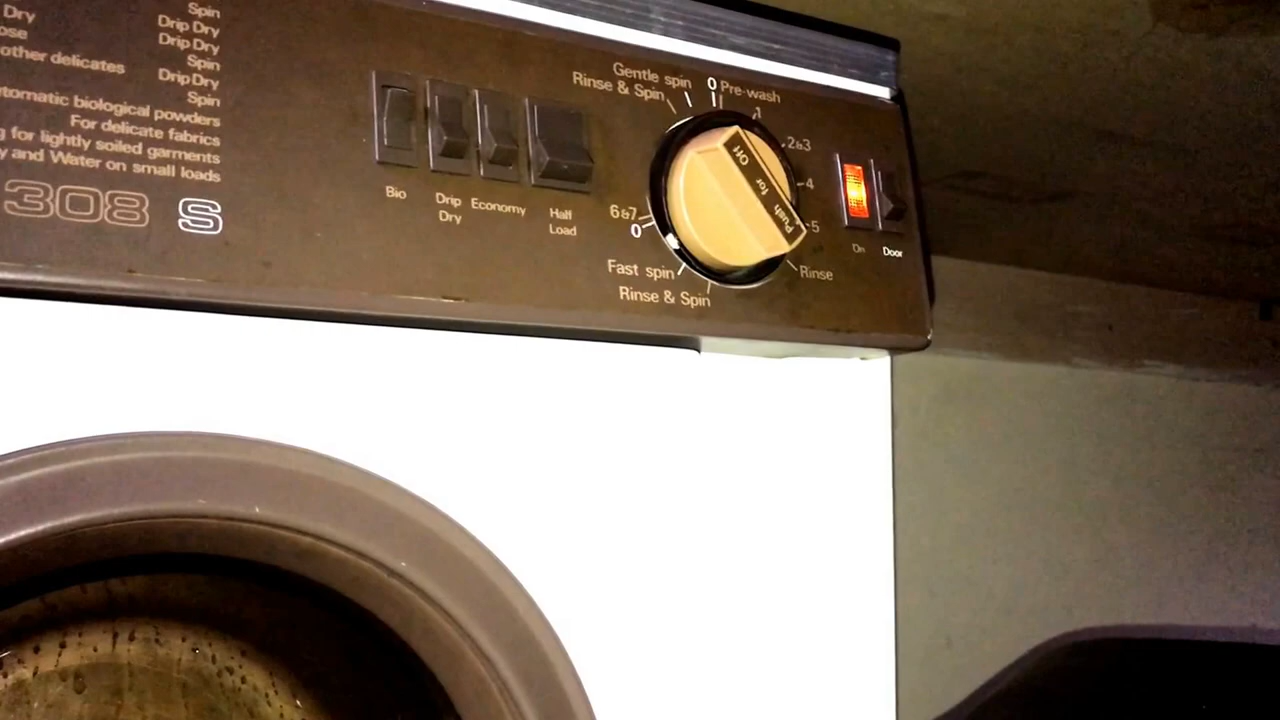 Spin
Dry Drip Dry
Drip Dry
other delicates Spin
Drip Dry
Spin
automatic biological powders
For delicate fabrics
for lightly soiled garments
and Water on small loads
308 S
Bio
Drip Dry
Economy
Half Load
Gentle spin
Rinse & Spin
0
Pre-wash
1
2&3
4
5
Rinse
Rinse & Spin
Fast spin
0
6&7
Push for Off
On
Door